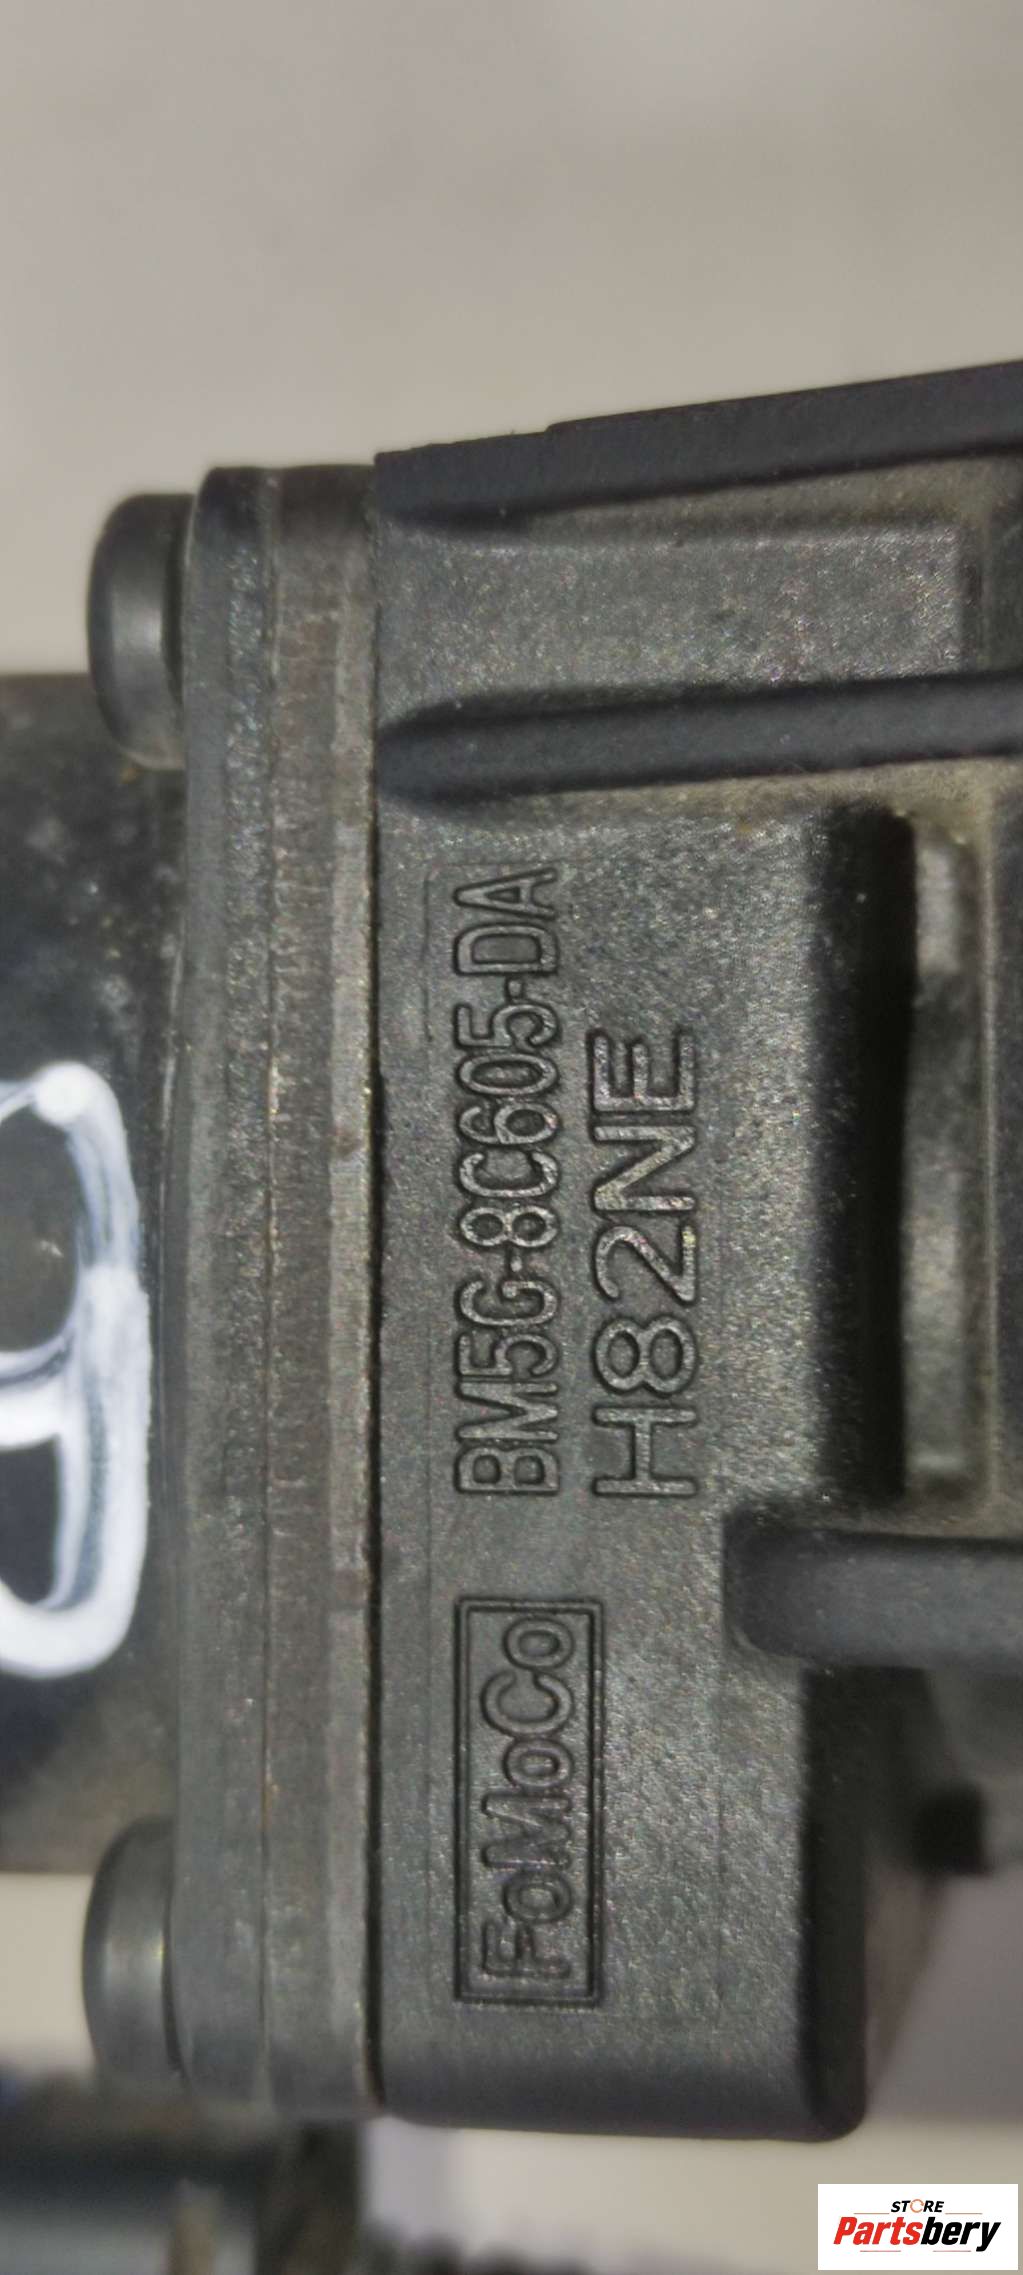 FoMoCo
BM5G-8C605-DA
H82NE
STORE
Partsbery